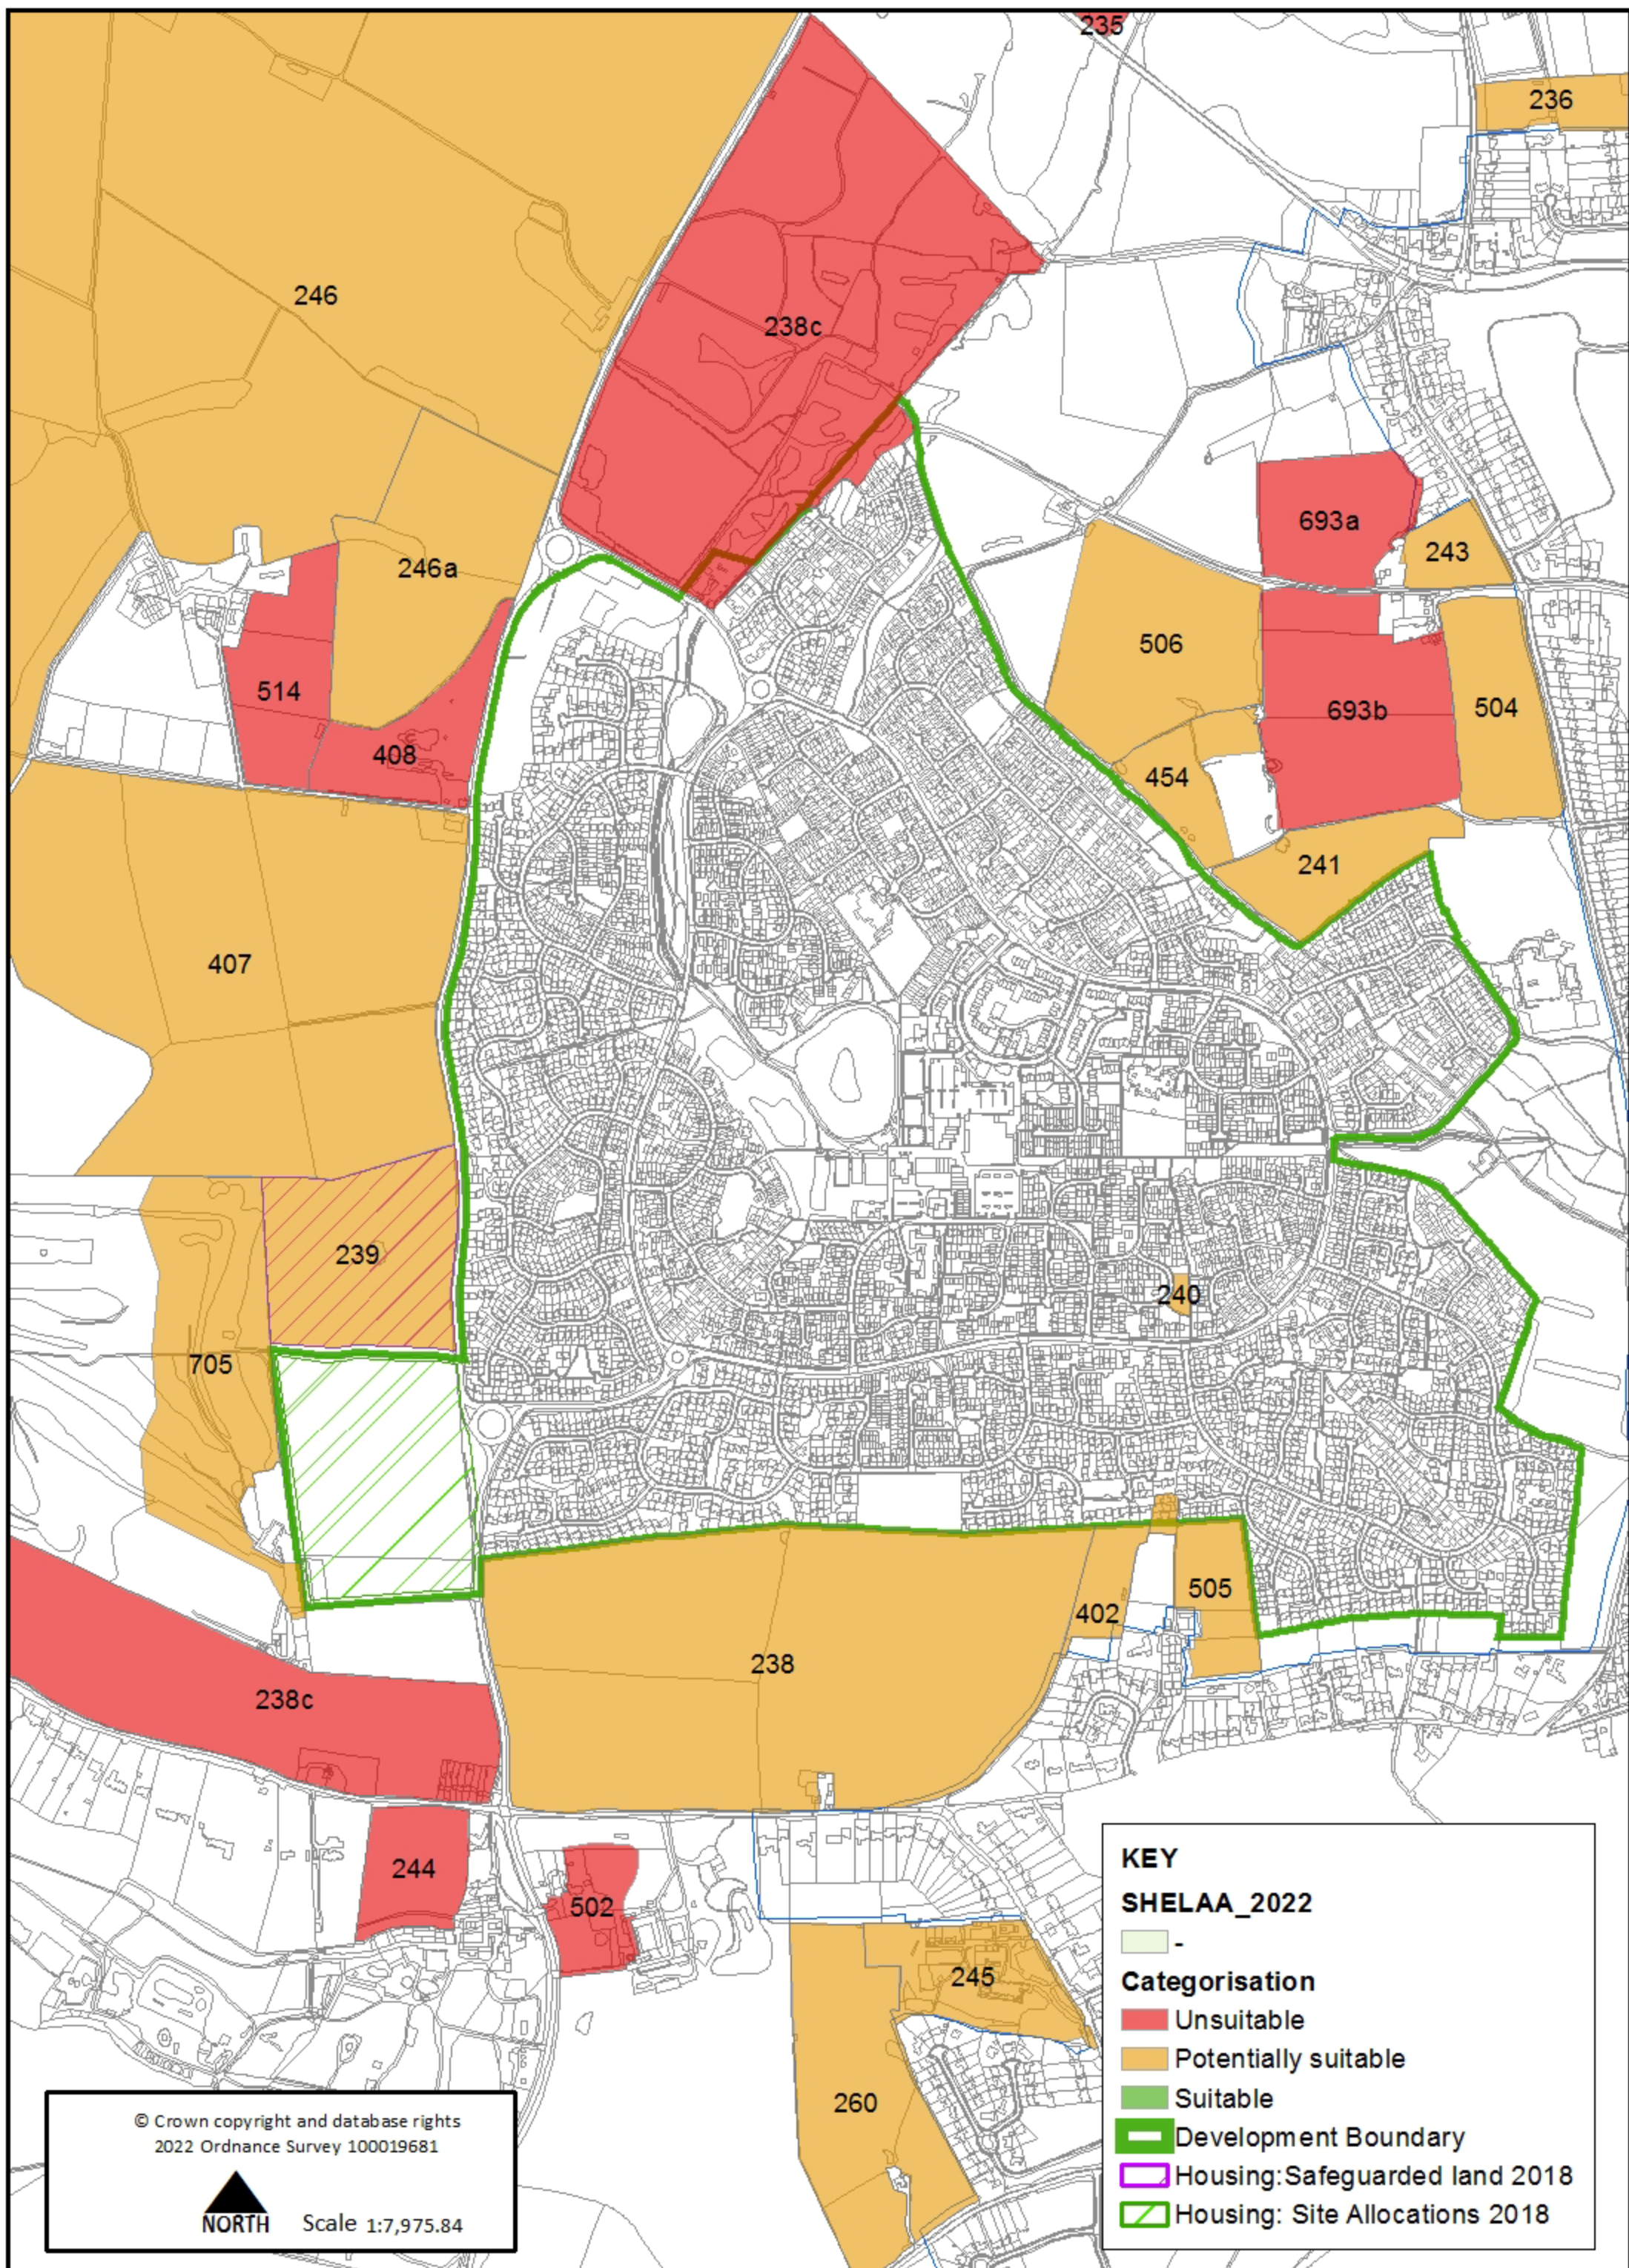 235
236
246
238c
693a
243
246a
506
514
693b
504
408
454
241
407
239
240
705
505
402
238
238c
244
502
245
260
KEY
SHELAA_2022
-
Categorisation
Unsuitable
Potentially suitable
Suitable
Development Boundary
Housing:Safeguarded land 2018
Housing: Site Allocations 2018
© Crown copyright and database rights
2022 Ordnance Survey 100019681
NORTH Scale 1:7,975.84